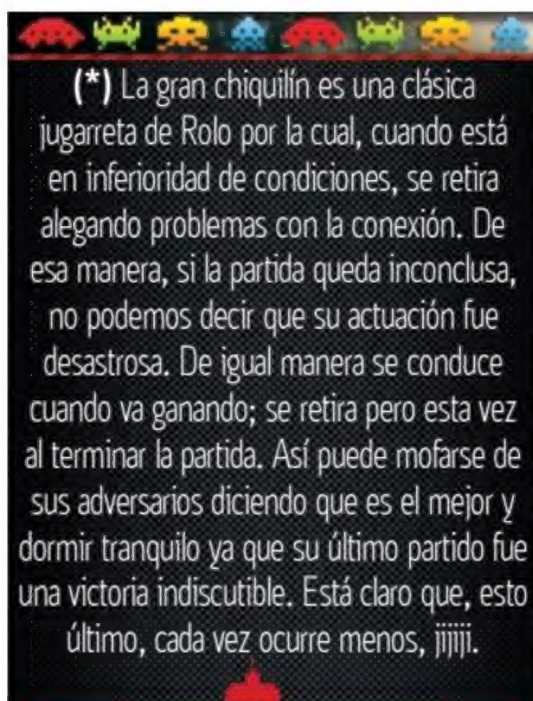 (*) La gran chiquilín es una clásica
jugarreta de Rolo por la cual, cuando está
en inferioridad de condiciones, se retira
alegando problemas con la conexión. De
esa manera, si la partida queda inconclusa,
no podemos decir que su actuación fue
desastrosa. De igual manera se conduce
cuando va ganando; se retira pero esta vez
al terminar la partida. Así puede mofarse de
sus adversarios diciendo que es el mejor y
dormir tranquilo ya que su último partido fue
una victoria indiscutible. Está claro que, esto
último, cada vez ocurre menos, jijiji.